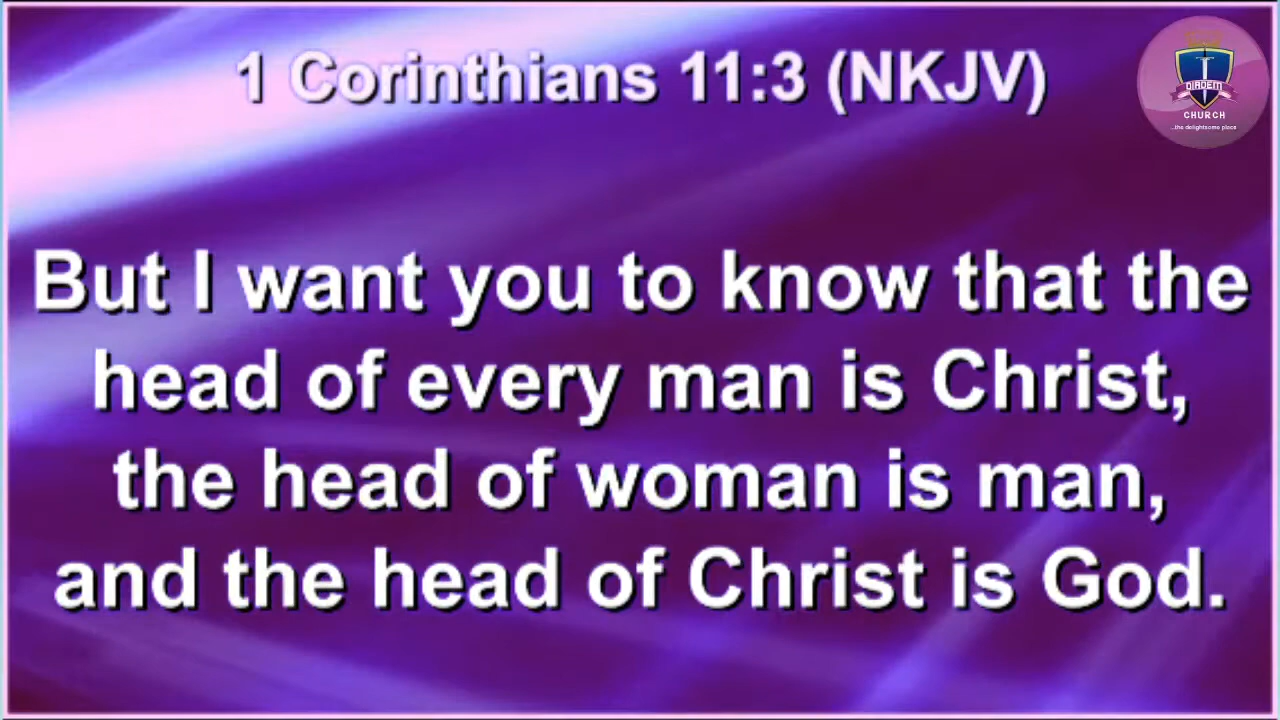 1 Corinthians 11:3 (NKJV)
DIADEM
CHURCH
...the delightsome place
But I want you to know that the
head of every man is Christ,
the head of woman is man,
and the head of Christ is God.